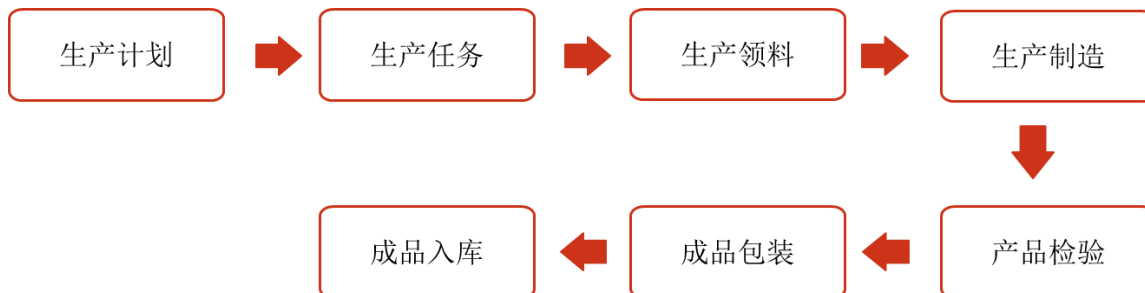 生产计划
生产任务
生产领料
生产制造
产品检验
成品包装
成品入库